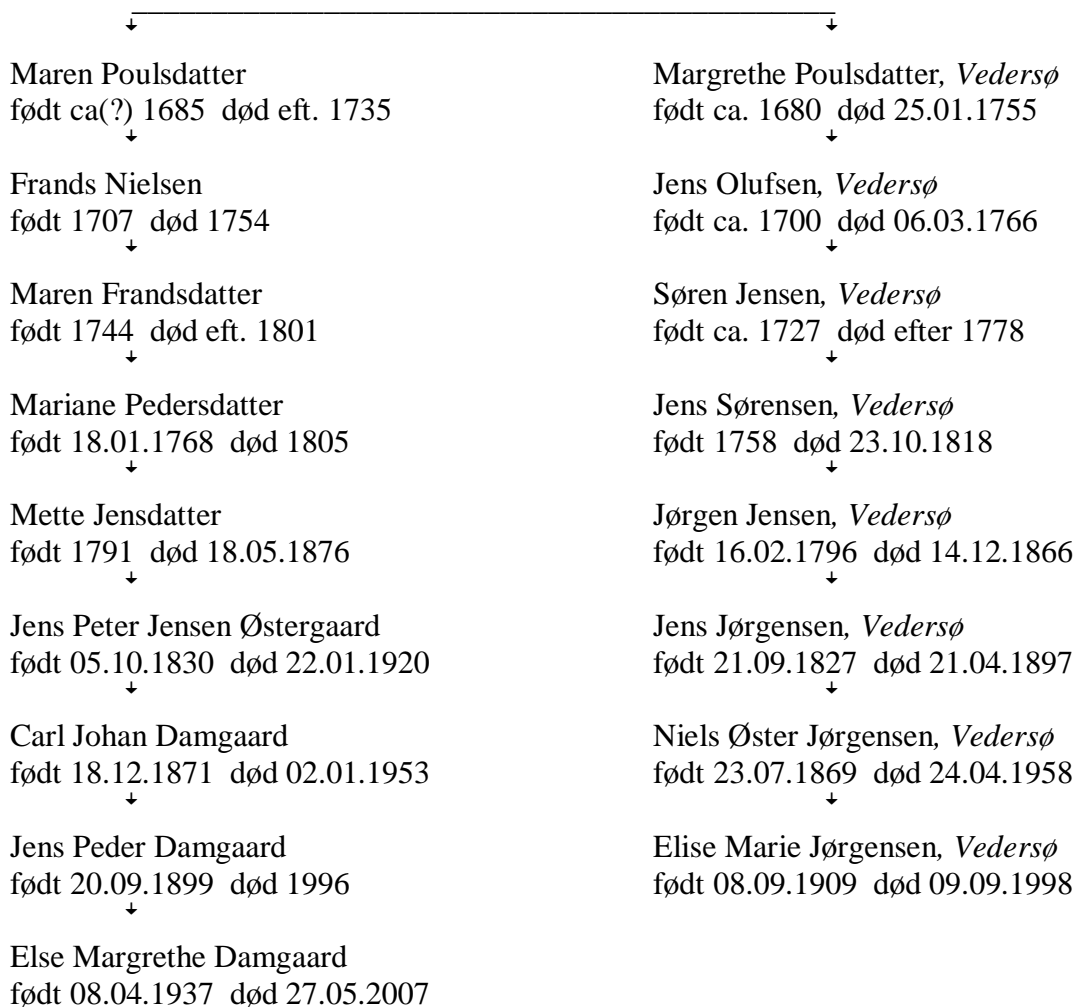 Maren Poulsdatter
født ca(?) 1685 død eft. 1735
Frands Nielsen
født 1707 død 1754
Maren Frandsdatter
født 1744 død eft. 1801
Mariane Pedersdatter
født 18.01.1768 død 1805
Mette Jensdatter
født 1791 død 18.05.1876
Jens Peter Jensen Østergaard
født 05.10.1830 død 22.01.1920
Carl Johan Damgaard
født 18.12.1871 død 02.01.1953
Jens Peder Damgaard
født 20.09.1899 død 1996
Else Margrethe Damgaard
født 08.04.1937 død 27.05.2007
Margrethe Poulsdatter, Vedersø
født ca. 1680 død 25.01.1755
Jens Olufsen, Vedersø
født ca. 1700 død 06.03.1766
Søren Jensen, Vedersø
født ca. 1727 død efter 1778
Jens Sørensen, Vedersø
født 1758 død 23.10.1818
Jørgen Jensen, Vedersø
født 16.02.1796 død 14.12.1866
Jens Jørgensen, Vedersø
født 21.09.1827 død 21.04.1897
Niels Øster Jørgensen, Vedersø
født 23.07.1869 død 24.04.1958
Elise Marie Jørgensen, Vedersø
født 08.09.1909 død 09.09.1998